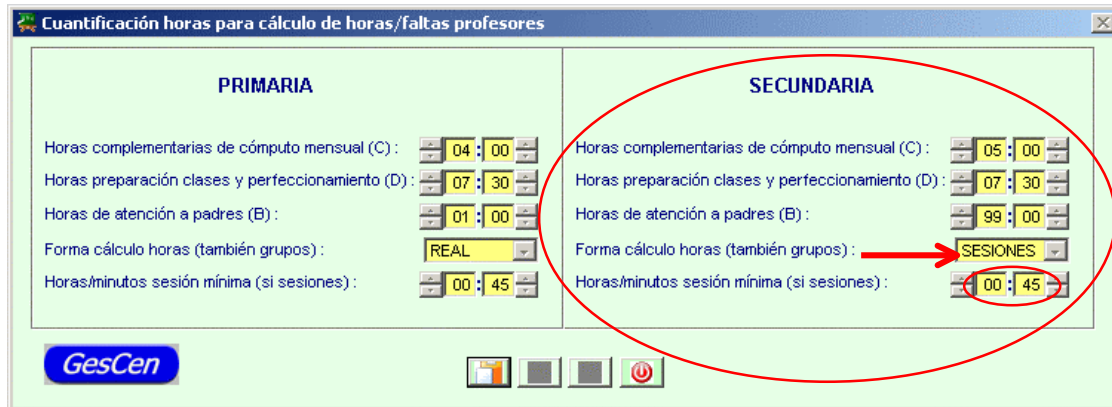 Cuantificación horas para cálculo de horas/faltas profesores
PRIMARIA
Horas complementarias de cómputo mensual (C) : 04 : 00
Horas preparación clases y perfeccionamiento (D) : 07 : 30
Horas de atención a padres (B) : 01 : 00
Forma cálculo horas (también grupos) : REAL
Horas/minutos sesión mínima (si sesiones) : 00 : 45
SECUNDARIA
Horas complementarias de cómputo mensual (C) : 05 : 00
Horas preparación clases y perfeccionamiento (D) : 07 : 30
Horas de atención a padres (B) : 99 : 00
Forma cálculo horas (también grupos) : SESIONES
Horas/minutos sesión mínima (si sesiones) : 00 : 45
GesCen